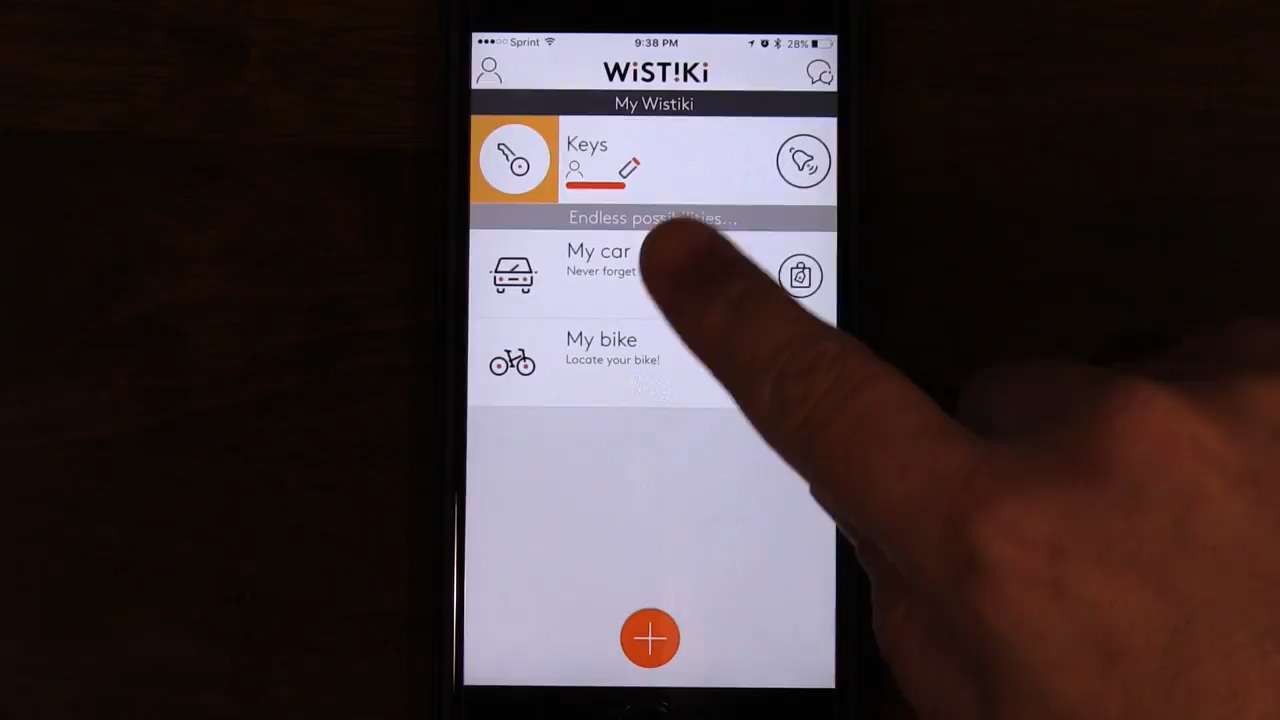 Sprint 9:38 PM 28%
WiST!Ki
My Wistiki
Keys
Endless possibilities...
My car
Never forget
My bike
Locate your bike!